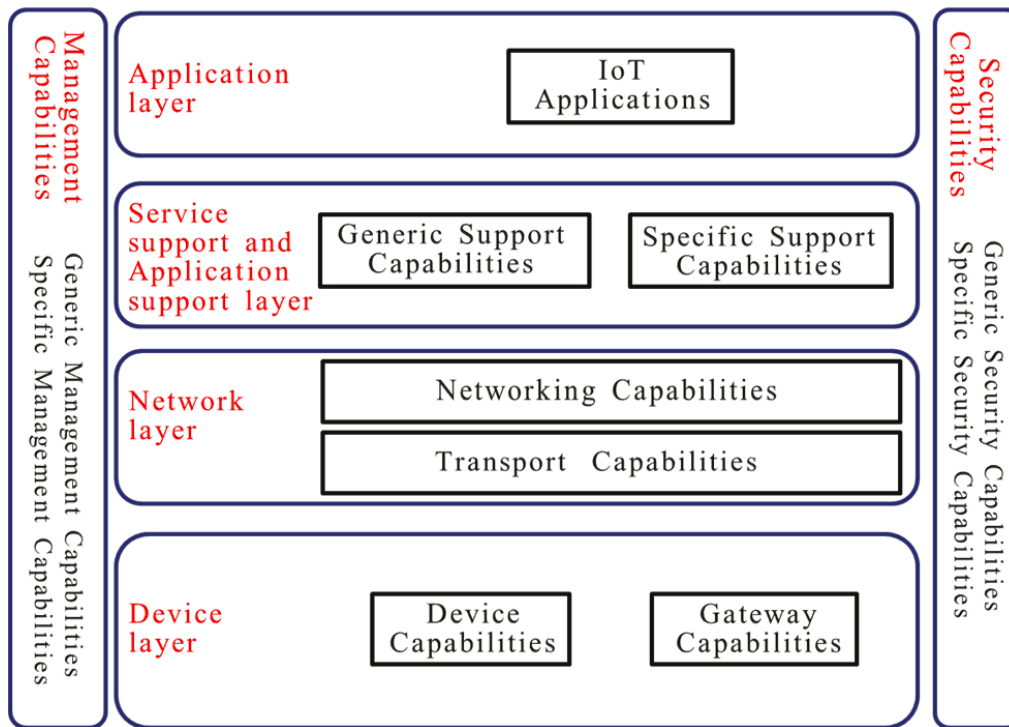 Management
Capabilities
Generic Management Capabilities
Specific Management Capabilities
Application
layer
IoT
Applications
Service
support and
Application
support layer
Generic Support
Capabilities
Specific Support
Capabilities
Network
layer
Networking Capabilities
Transport Capabilities
Device
layer
Device
Capabilities
Gateway
Capabilities
Security
Capabilities
Generic Security Capabilities
Specific Security Capabilities